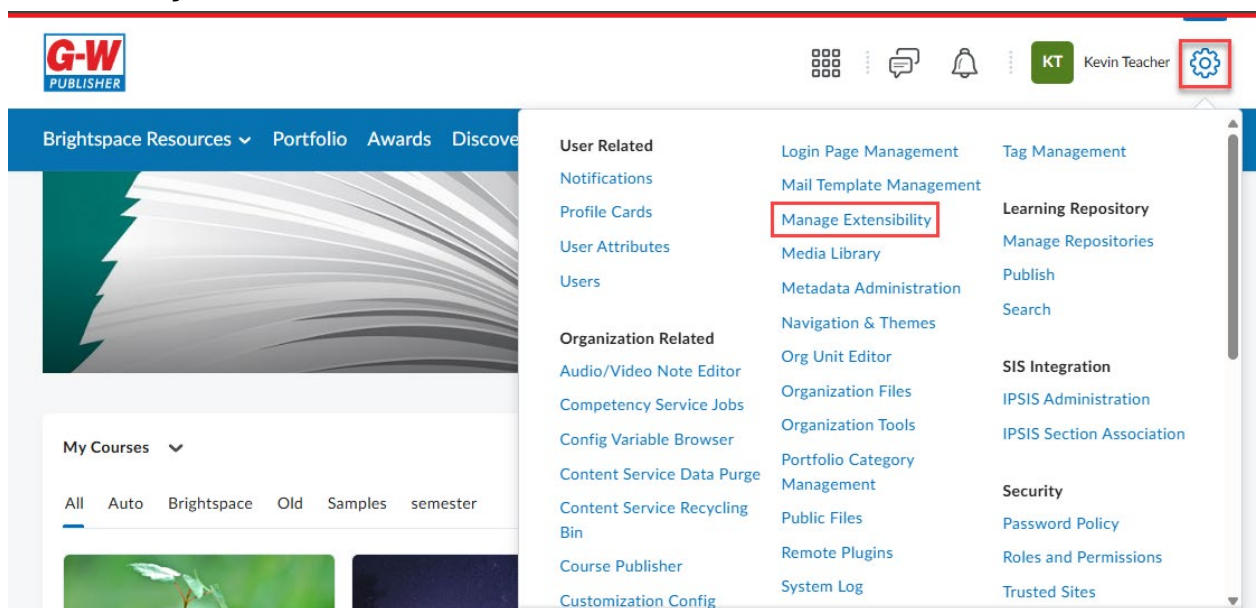 G-W
PUBLISHER
KT
Kevin Teacher
Brightspace Resources
Portfolio
Awards
Discove
My Courses
All
Auto
Brightspace
Old
Samples
semester
User Related
Notifications
Profile Cards
User Attributes
Users
Organization Related
Audio/Video Note Editor
Competency Service Jobs
Config Variable Browser
Content Service Data Purge
Content Service Recycling
Bin
Course Publisher
Customization Config
Login Page Management
Mail Template Management
Manage Extensibility
Media Library
Metadata Administration
Navigation & Themes
Org Unit Editor
Organization Files
Organization Tools
Portfolio Category
Management
Public Files
Remote Plugins
System Log
Tag Management
Learning Repository
Manage Repositories
Publish
Search
SIS Integration
IPSIS Administration
IPSIS Section Association
Security
Password Policy
Roles and Permissions
Trusted Sites